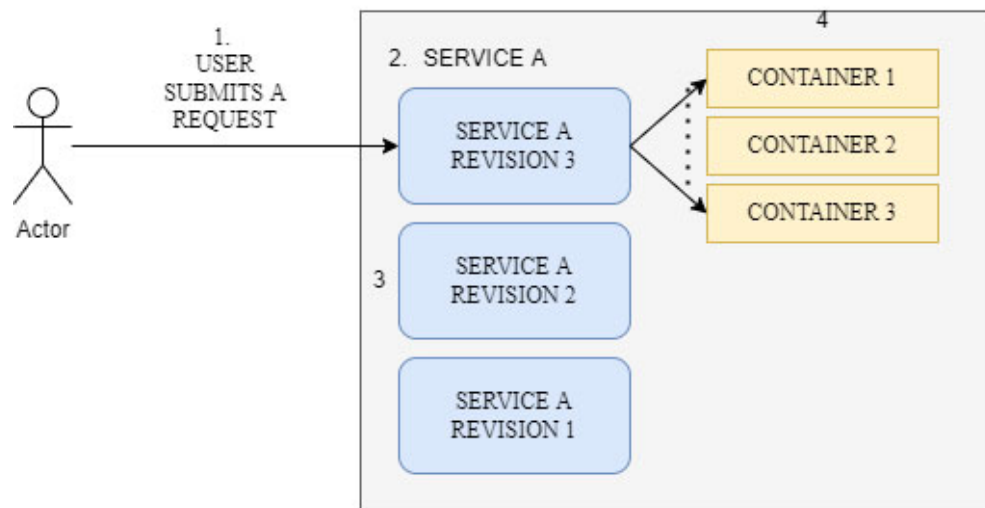 1.
USER
SUBMITS A
REQUEST
Actor
2. SERVICE A
SERVICE A
REVISION 3
3
SERVICE A
REVISION 2
SERVICE A
REVISION 1
4
CONTAINER 1
CONTAINER 2
CONTAINER 3